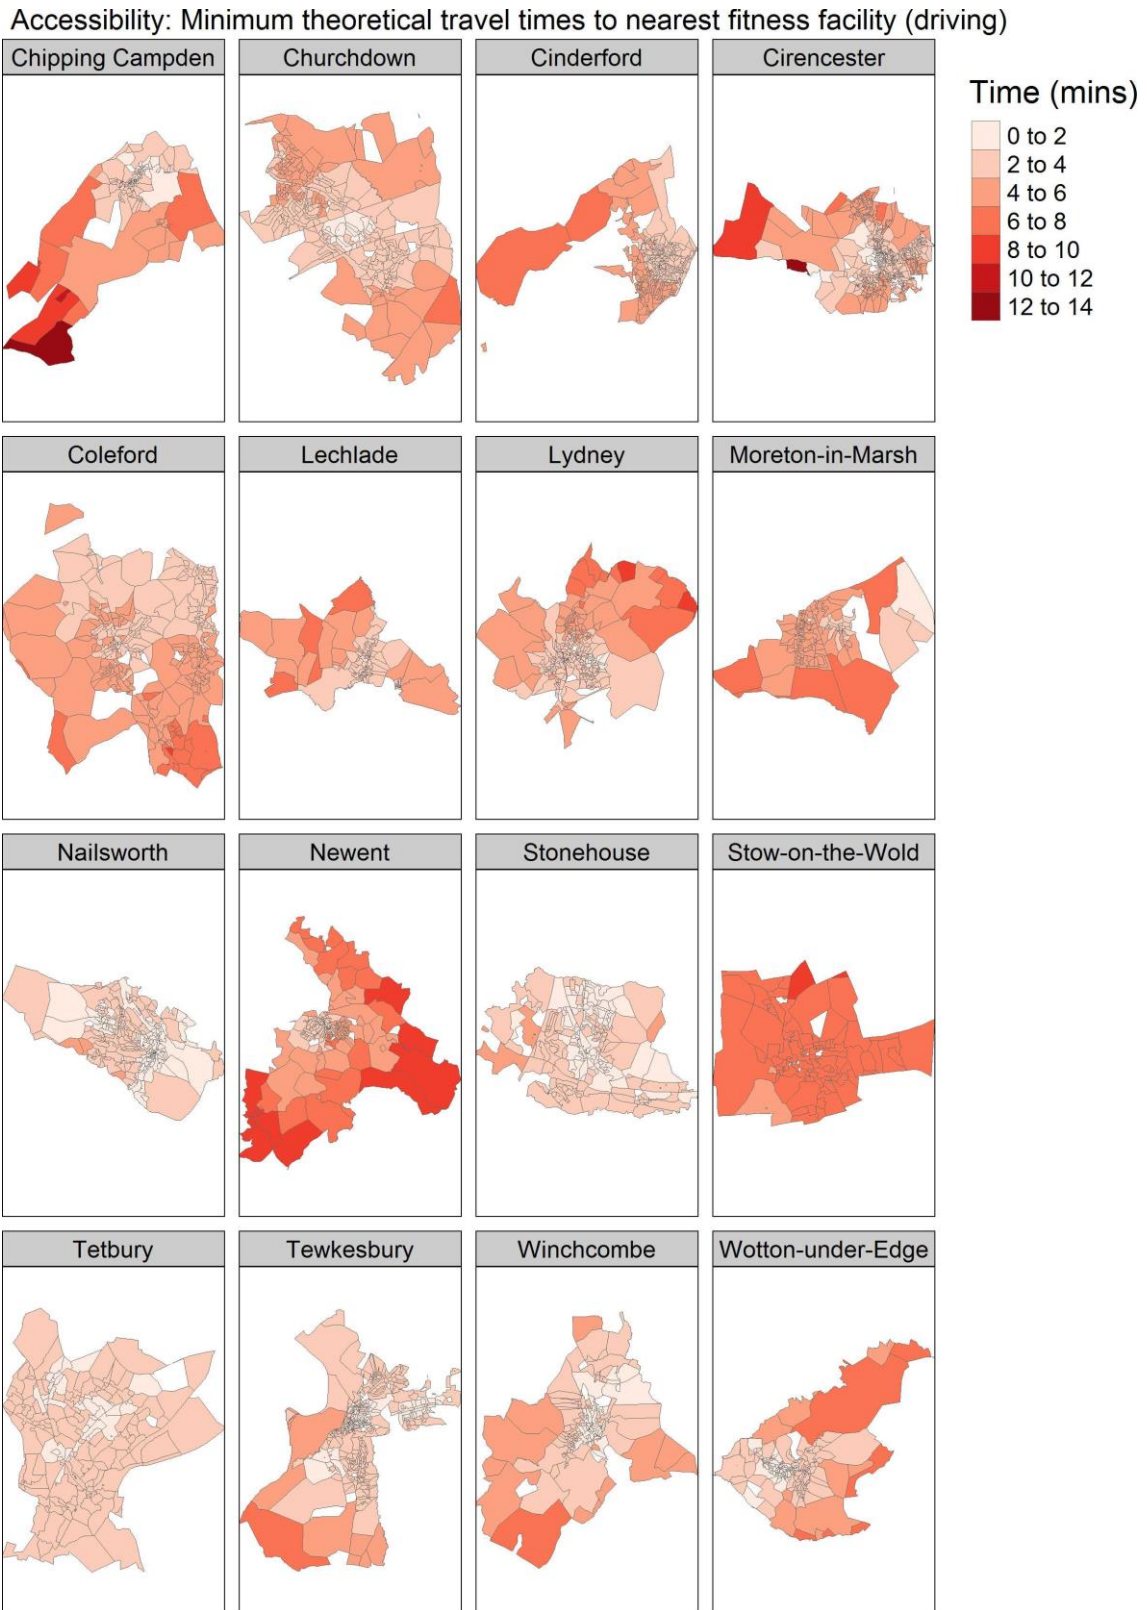 Accessibility: Minimum theoretical travel times to nearest fitness facility (driving)
Chipping Campden
Churchdown
Cinderford
Cirencester
Time (mins)
0 to 2
2 to 4
4 to 6
6 to 8
8 to 10
10 to 12
12 to 14
Coleford
Lechlade
Lydney
Moreton-in-Marsh
Nailsworth
Newent
Stonehouse
Stow-on-the-Wold
Tetbury
Tewkesbury
Winchcombe
Wotton-under-Edge